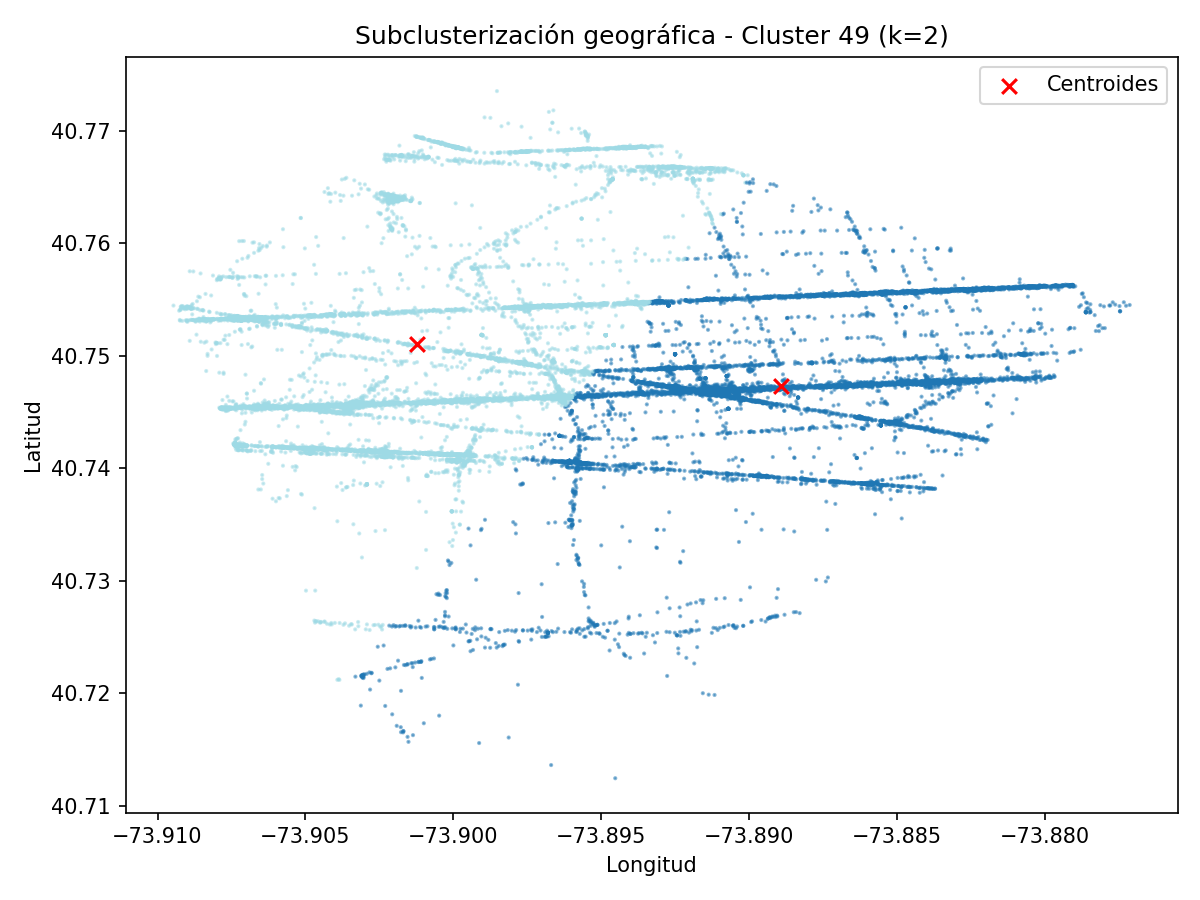 Subclusterización geográfica - Cluster 49 (k=2)
Centroides
40.77
40.76
40.75
40.74
40.73
40.72
40.71
Latitud
−73.910 −73.905 −73.900 −73.895 −73.890 −73.885 −73.880
Longitud